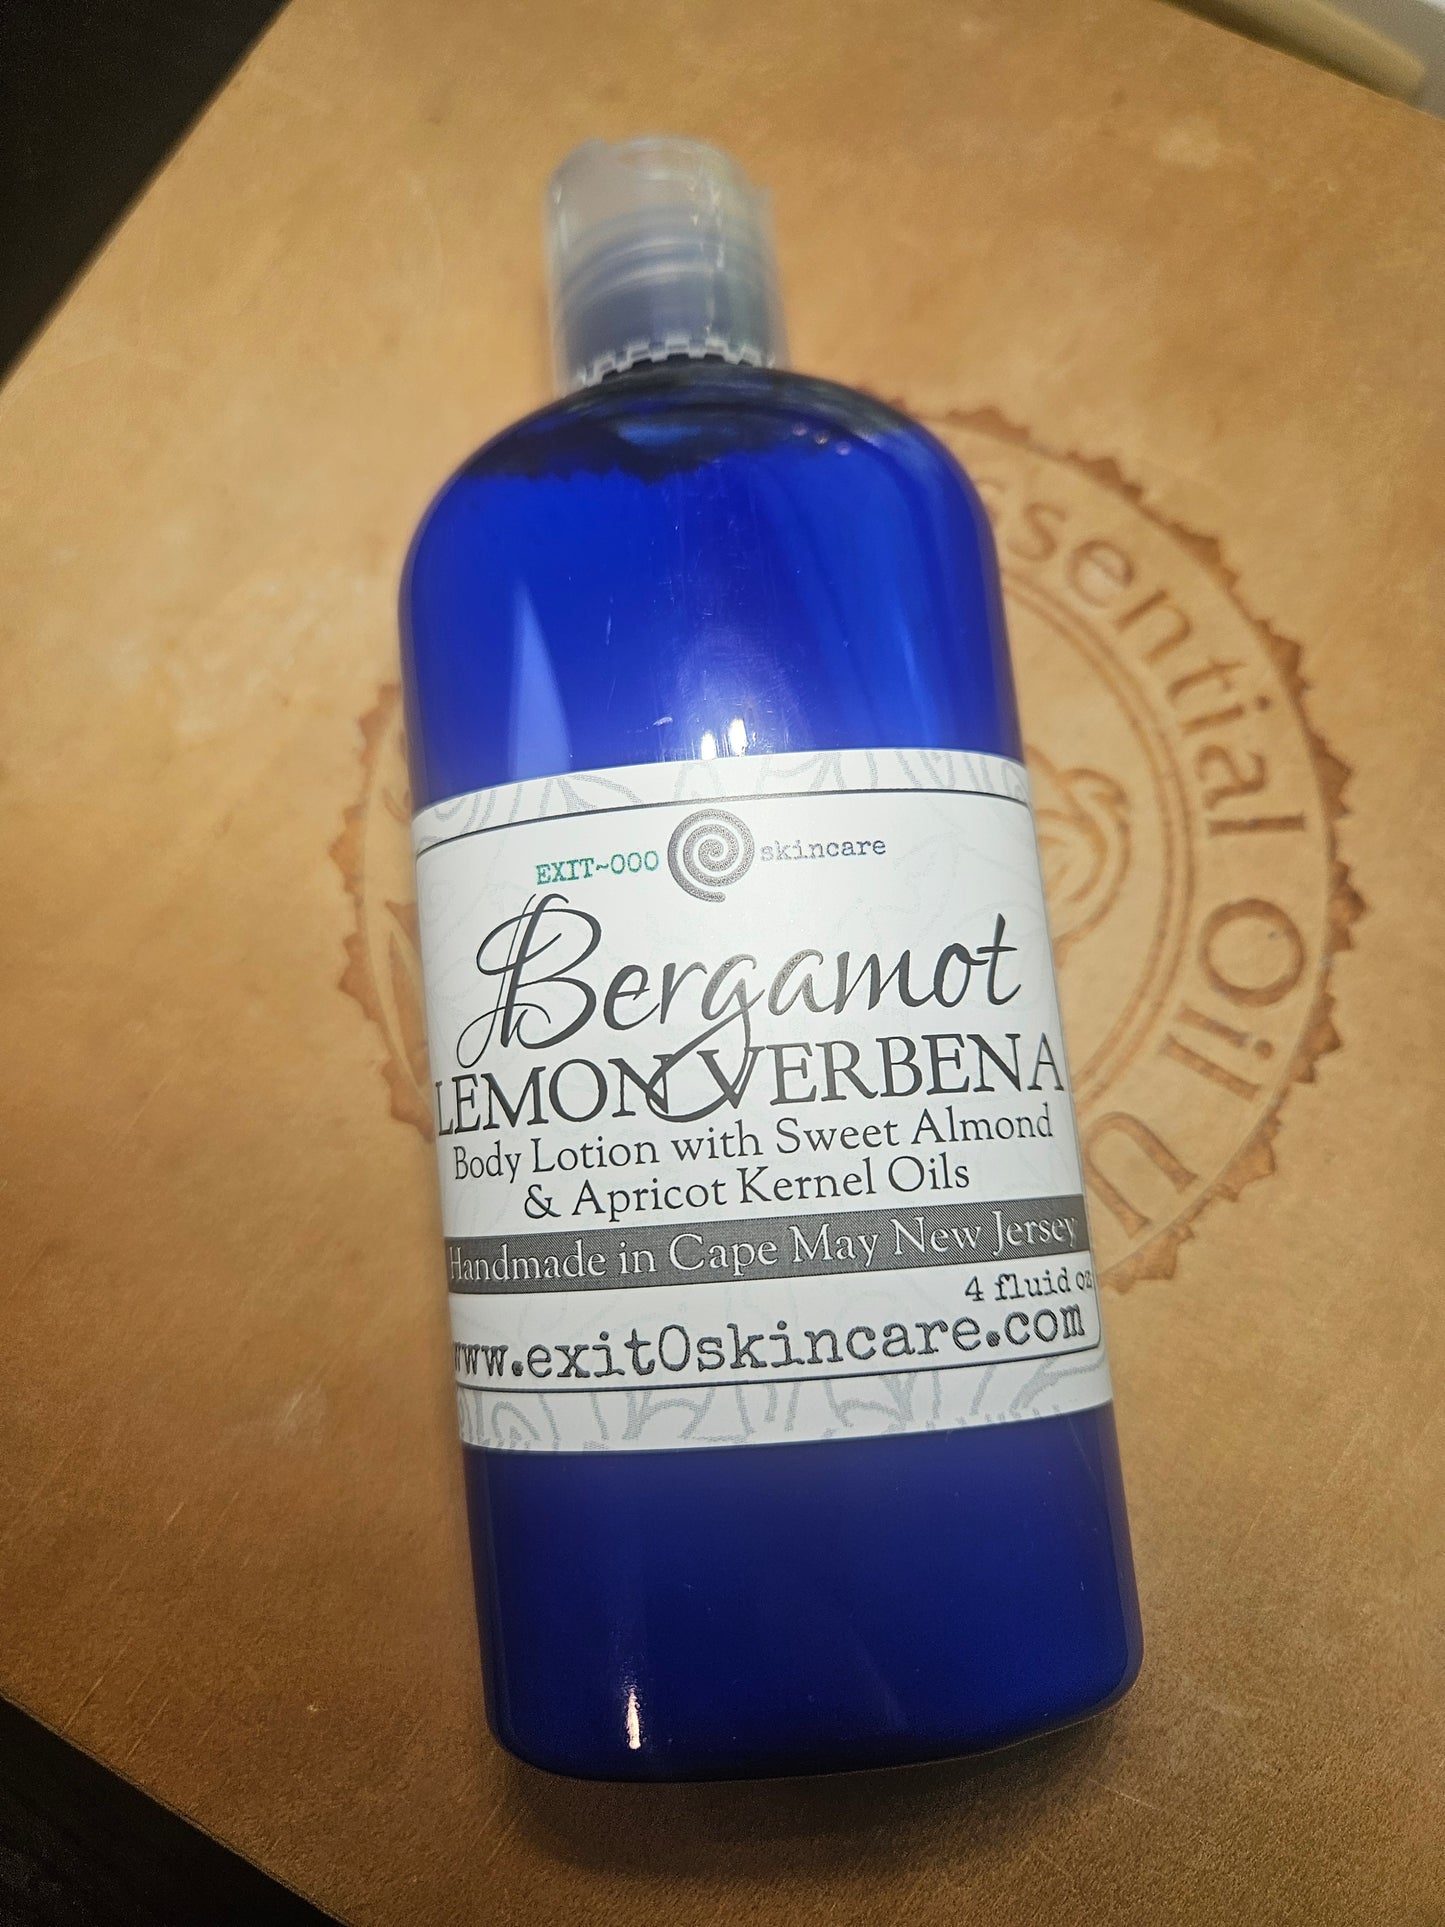 EXIT~000 skincare
Bergamot
LEMON VERBENA
Body Lotion with Sweet Almond
& Apricot Kernel Oils
Handmade in Cape May New Jersey
4 fluid oz
www.exit0skincare.com
Essential Oil U